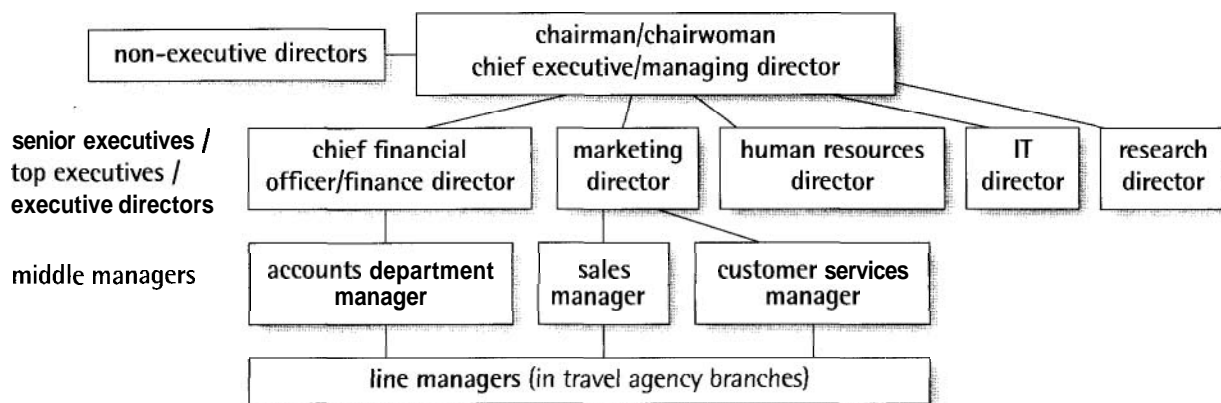 non-executive directors
chairman/chairwoman
chief executive/managing director
senior executives /
top executives /
executive directors
chief financial
officer/finance director
marketing
director
human resources
director
IT
director
research
director
middle managers
accounts department
manager
sales
manager
customer services
manager
line managers (in travel agency branches)